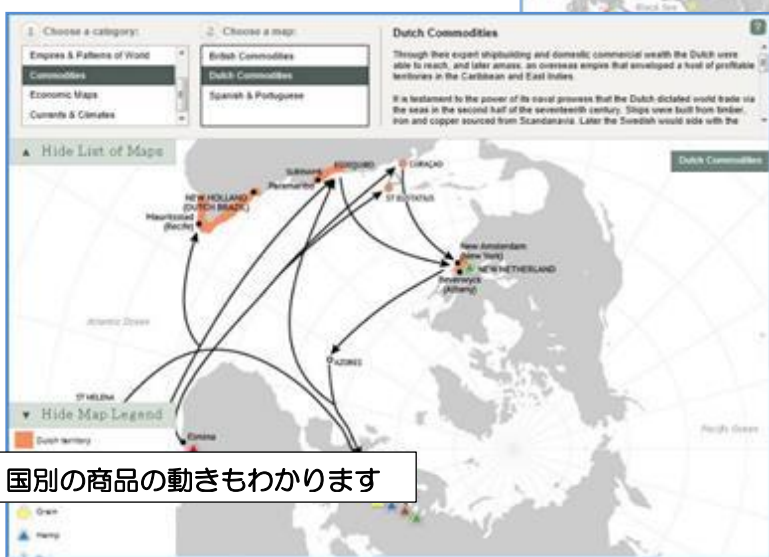 Black Sea
1 Choose a category:
Empires & Patterns of World
Commodities
Economic Maps
Currents & Climates
2 Choose a map:
British Commodities
Dutch Commodities
Spanish & Portuguese
Dutch Commodities
?
Through their expert shipbuilding and domestic commercial wealth the Dutch were
able to reach, and later amass, an overseas empire that enveloped a host of profitable
territories in the Caribbean and East Indies.
It is testament to the power of its naval prowess that the Dutch dictated world trade via
the seas in the second half of the seventeenth century. Ships were built from timber,
iron and copper sourced from Scandanavia. Later the Swedish would side with the
▲ Hide List of Maps
Dutch Commodities
SURINAME
ESSEQUIBO
CURAÇAO
Paramaribo
ST EUSTATIUS
NEW HOLLAND
(DUTCH BRAZIL)
Mauritsstad
(Recife)
New Amsterdam
(New York)
NEW NETHERLAND
Beverwyck
(Albany)
Atlantic Ocean
AZORES
ST HELENA
Pacific Ocean
▼ Hide Map Legend
Dutch territory
Elmina
国別の商品の動きもわかります
Grain
Hemp